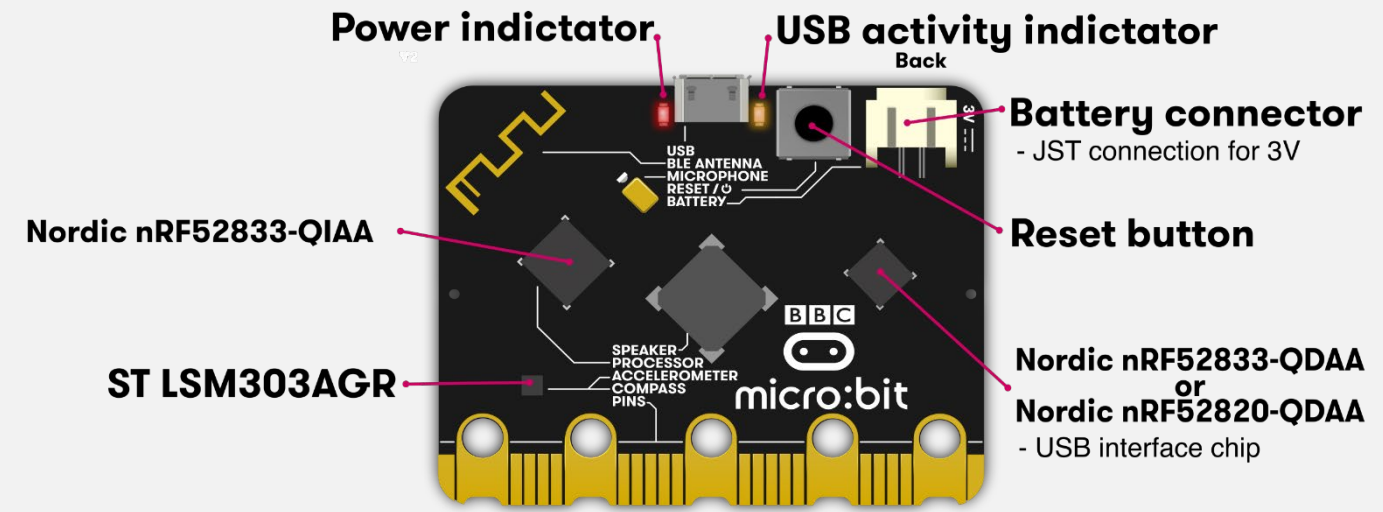 Power indictator
USB activity indictator
Back
Battery connector
- JST connection for 3V
3V
USB
BLE ANTENNA
MICROPHONE
RESET /
BATTERY
Nordic nRF52833-QIAA
Reset button
BBC
micro:bit
SPEAKER
PROCESSOR
ACCELEROMETER
COMPASS
PINS
ST LSM303AGR
Nordic nRF52833-QDAA
or
Nordic nRF52820-QDAA
- USB interface chip